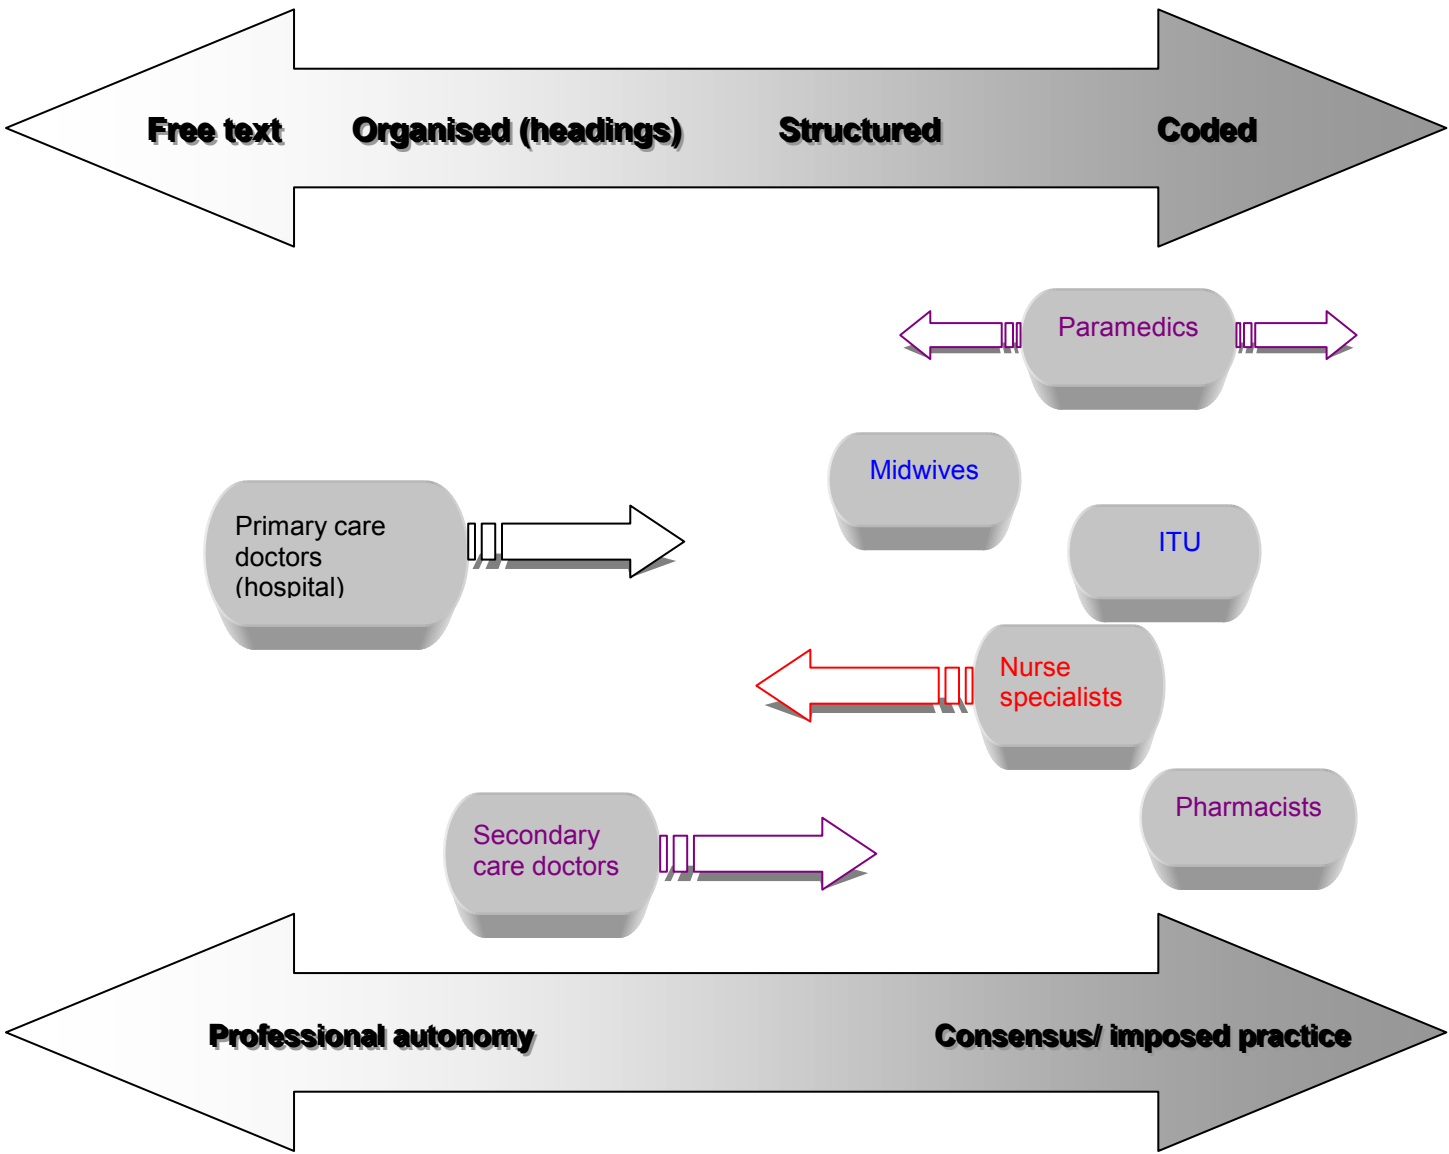 Free text Organised (headings) Structured Coded
Paramedics
Midwives
Primary care
doctors
(hospital)
ITU
Nurse
specialists
Pharmacists
Secondary
care doctors
Professional autonomy Consensus/ imposed practice